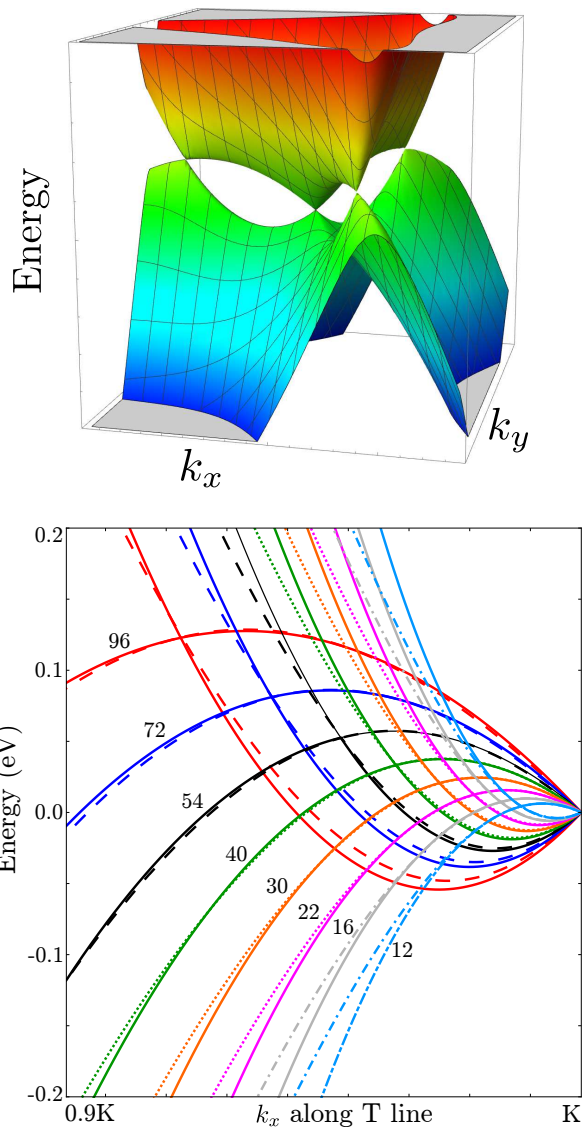 Energy
k_x
k_y
Energy (eV)
0.2
0.1
0.0
-0.1
-0.2
96
72
54
40
30
22
16
12
0.9K
k_x along T line
K